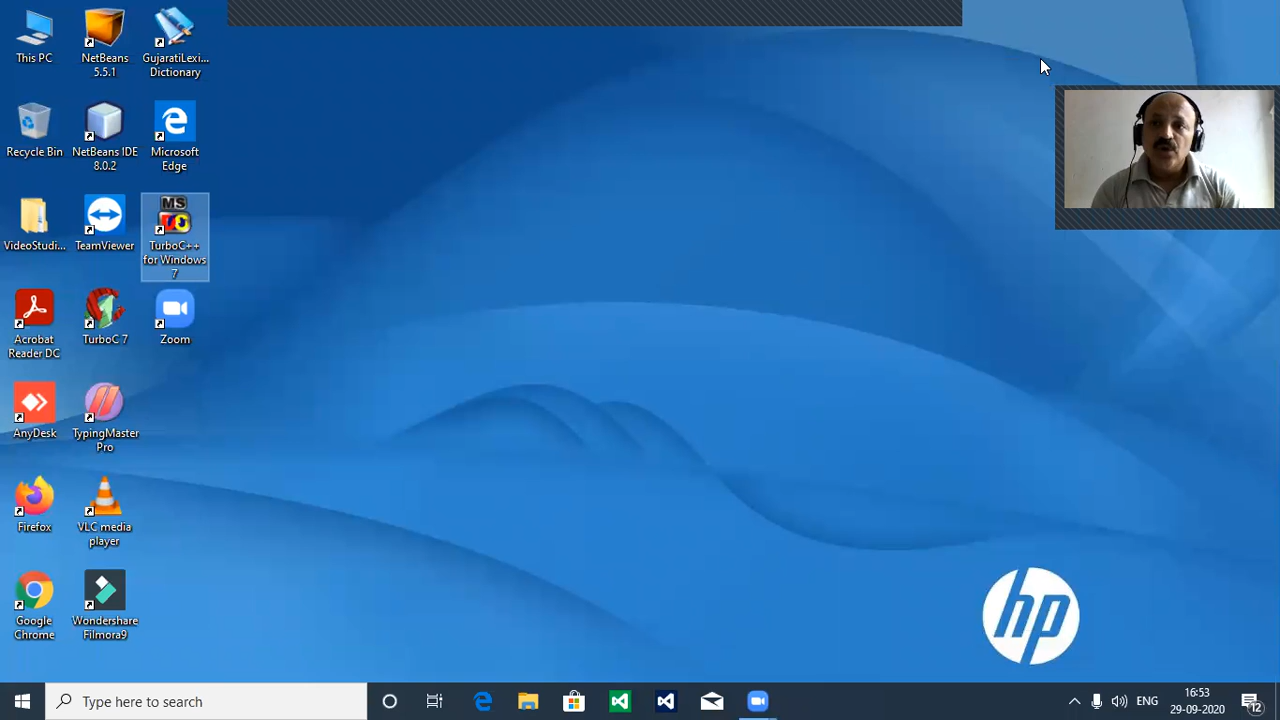 This PC
NetBeans
5.5.1
GujaratiLexi...
Dictionary
Recycle Bin
NetBeans IDE
8.0.2
Microsoft
Edge
VideoStudi...
TeamViewer
MS
TurboC++
for Windows
7
Acrobat
Reader DC
TurboC 7
Zoom
AnyDesk
TypingMaster
Pro
Firefox
VLC media
player
Google
Chrome
Wondershare
Filmora9
hp
Type here to search
ENG
16:53
29-09-2020
12